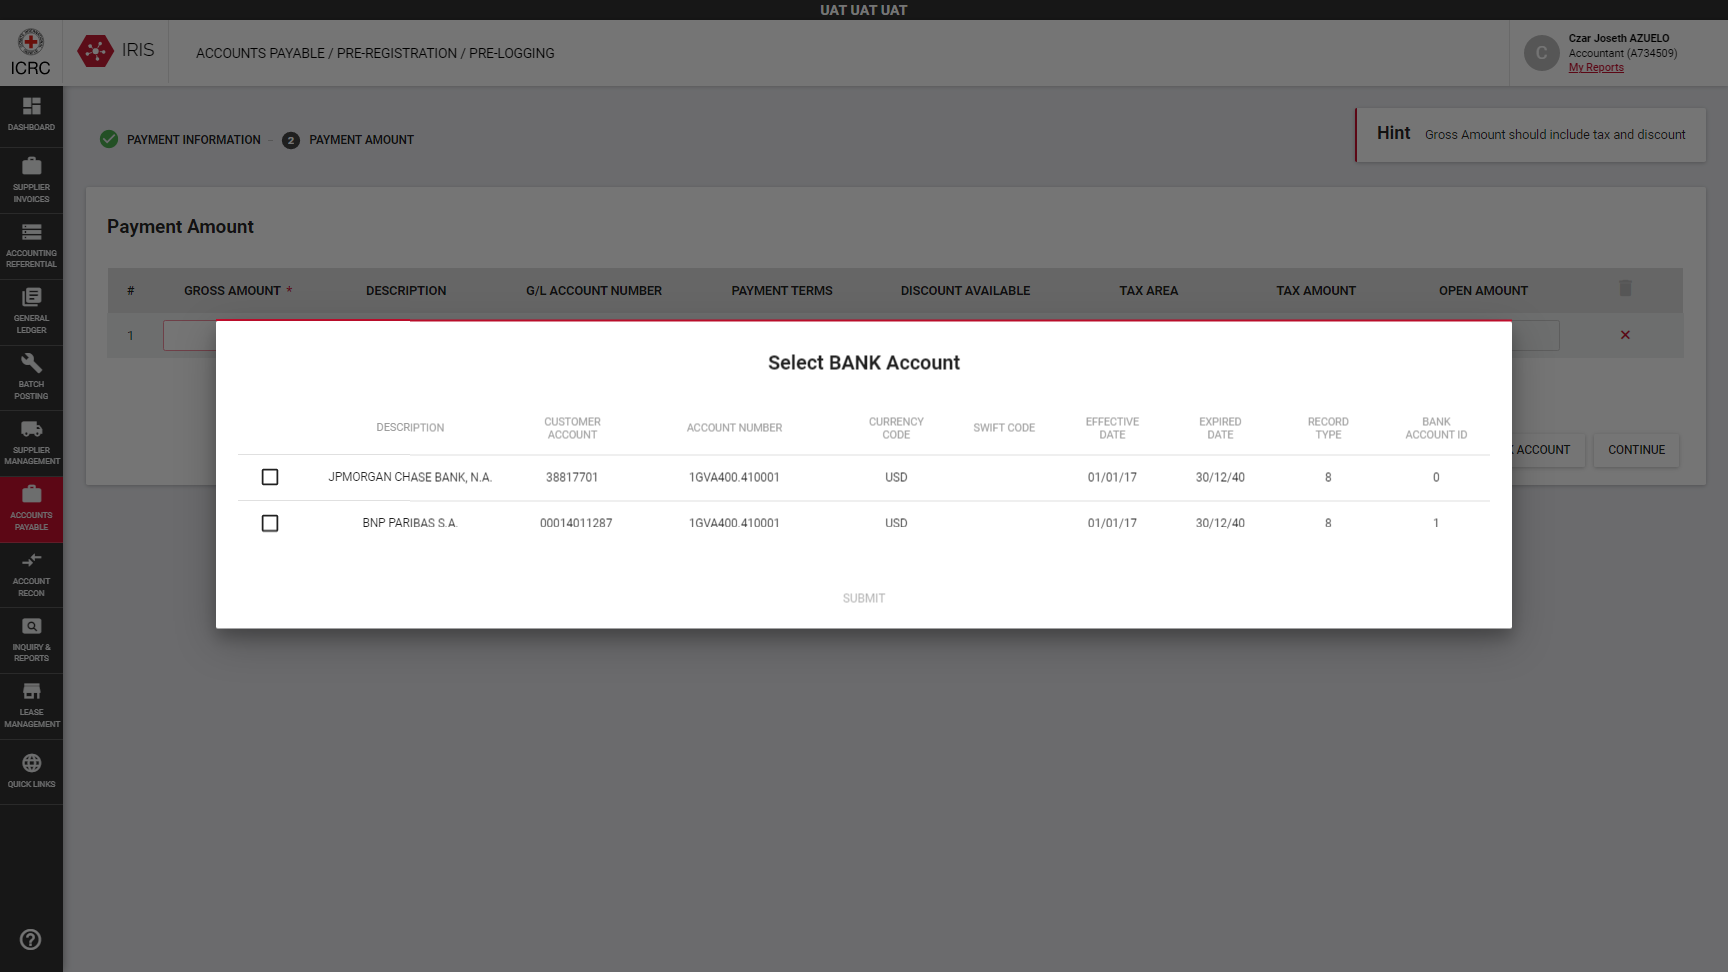 UAT UAT UAT
ICRC
IRIS
ACCOUNTS PAYABLE / PRE-REGISTRATION / PRE-LOGGING
C
Czar Joseth AZUELO
Accountant (A734509)
My Reports
DASHBOARD
SUPPLIER
INVOICES
ACCOUNTING
REFERENTIAL
GENERAL
LEDGER
BATCH
POSTING
SUPPLIER
MANAGEMENT
ACCOUNTS
PAYABLE
ACCOUNT
RECON
INQUIRY &
REPORTS
LEASE
MANAGEMENT
QUICK LINKS
PAYMENT INFORMATION
2 PAYMENT AMOUNT
Hint Gross Amount should include tax and discount
Payment Amount
# GROSS AMOUNT * DESCRIPTION G/L ACCOUNT NUMBER PAYMENT TERMS DISCOUNT AVAILABLE TAX AREA TAX AMOUNT OPEN AMOUNT
1
Select BANK Account
DESCRIPTION CUSTOMER ACCOUNT ACCOUNT NUMBER CURRENCY CODE SWIFT CODE EFFECTIVE DATE EXPIRED DATE RECORD TYPE BANK ACCOUNT ID
JPMORGAN CHASE BANK, N.A. 38817701 1GVA400.410001 USD 01/01/17 30/12/40 8 0
BNP PARIBAS S.A. 00014011287 1GVA400.410001 USD 01/01/17 30/12/40 8 1
SUBMIT
ACCOUNT
CONTINUE